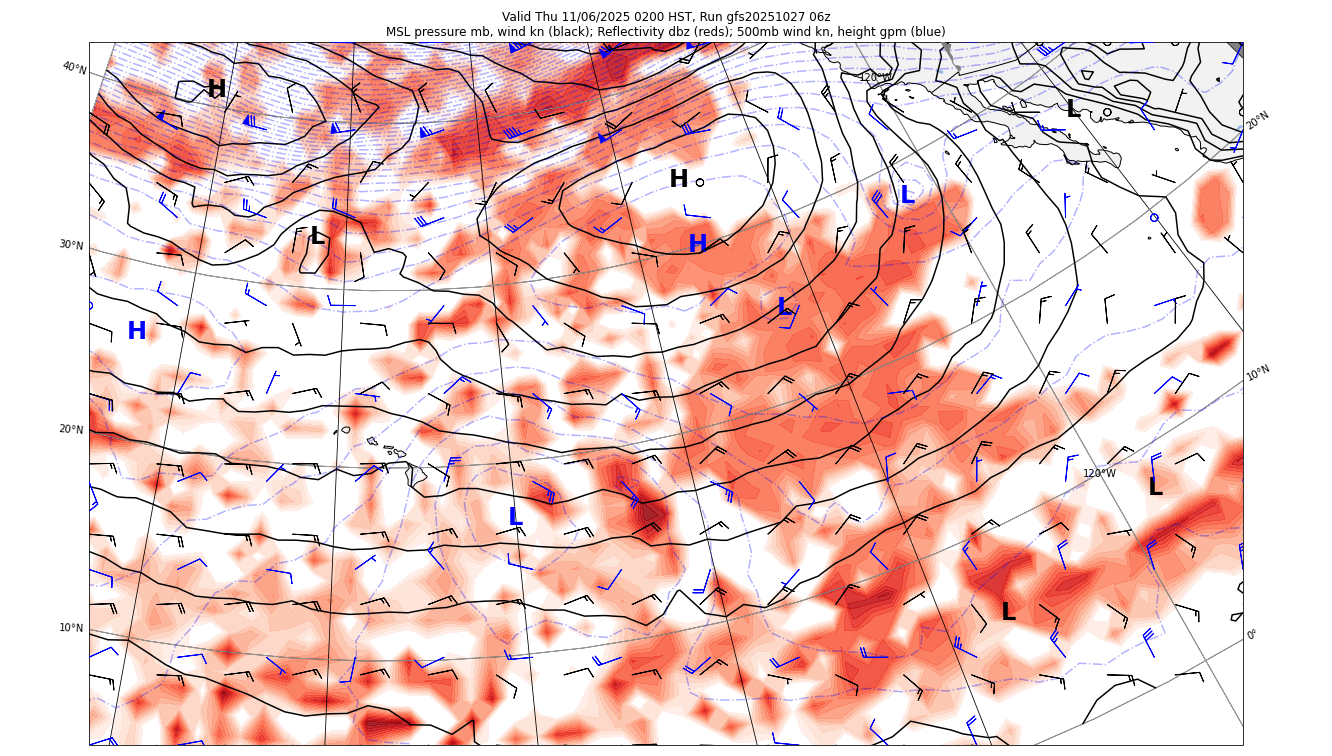 Valid Thu 11/06/2025 0200 HST, Run gfs20251027 06z
MSL pressure mb, wind kn (black); Reflectivity dbz (reds); 500mb wind kn, height gpm (blue)
40°N
120°W
H
L
20°N
H
L
L
H
30°N
L
H
10°N
20°N
120°W
L
L
L
10°N
0°